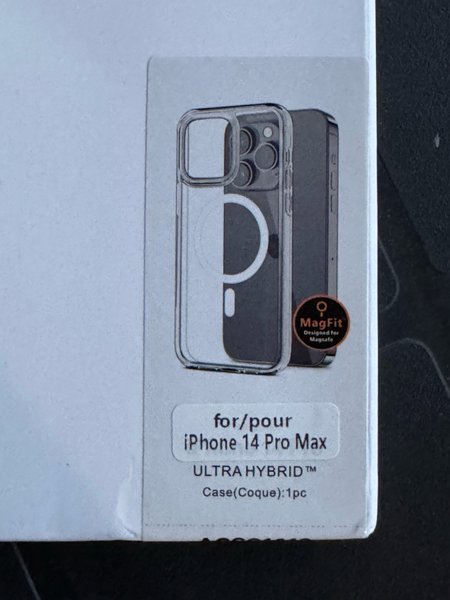 MagFit
Designed for
Magsafe
for/pour
iPhone 14 Pro Max
ULTRA HYBRID™
Case(Coque):1pc